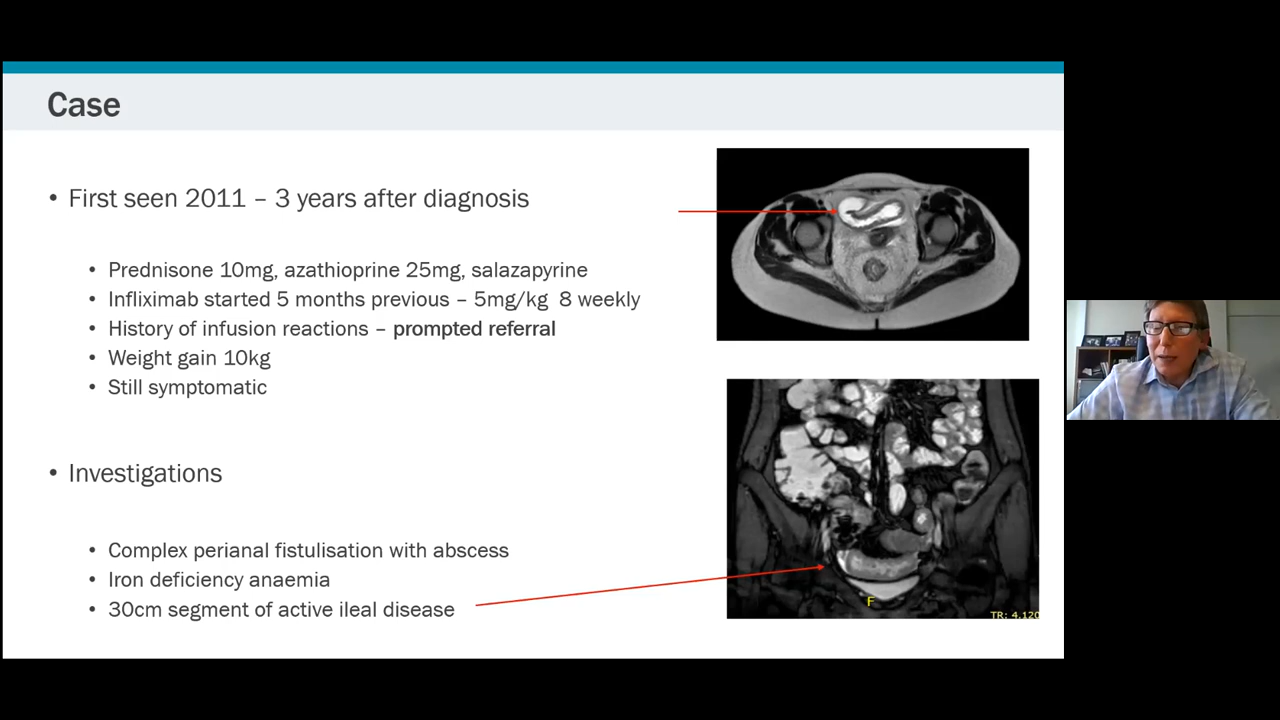 Case
• First seen 2011 – 3 years after diagnosis
• Prednisone 10mg, azathioprine 25mg, salazapyrine
• Infliximab started 5 months previous – 5mg/kg 8 weekly
• History of infusion reactions – prompted referral
• Weight gain 10kg
• Still symptomatic
• Investigations
• Complex perianal fistulisation with abscess
• Iron deficiency anaemia
• 30cm segment of active ileal disease
F
TR: 4.120